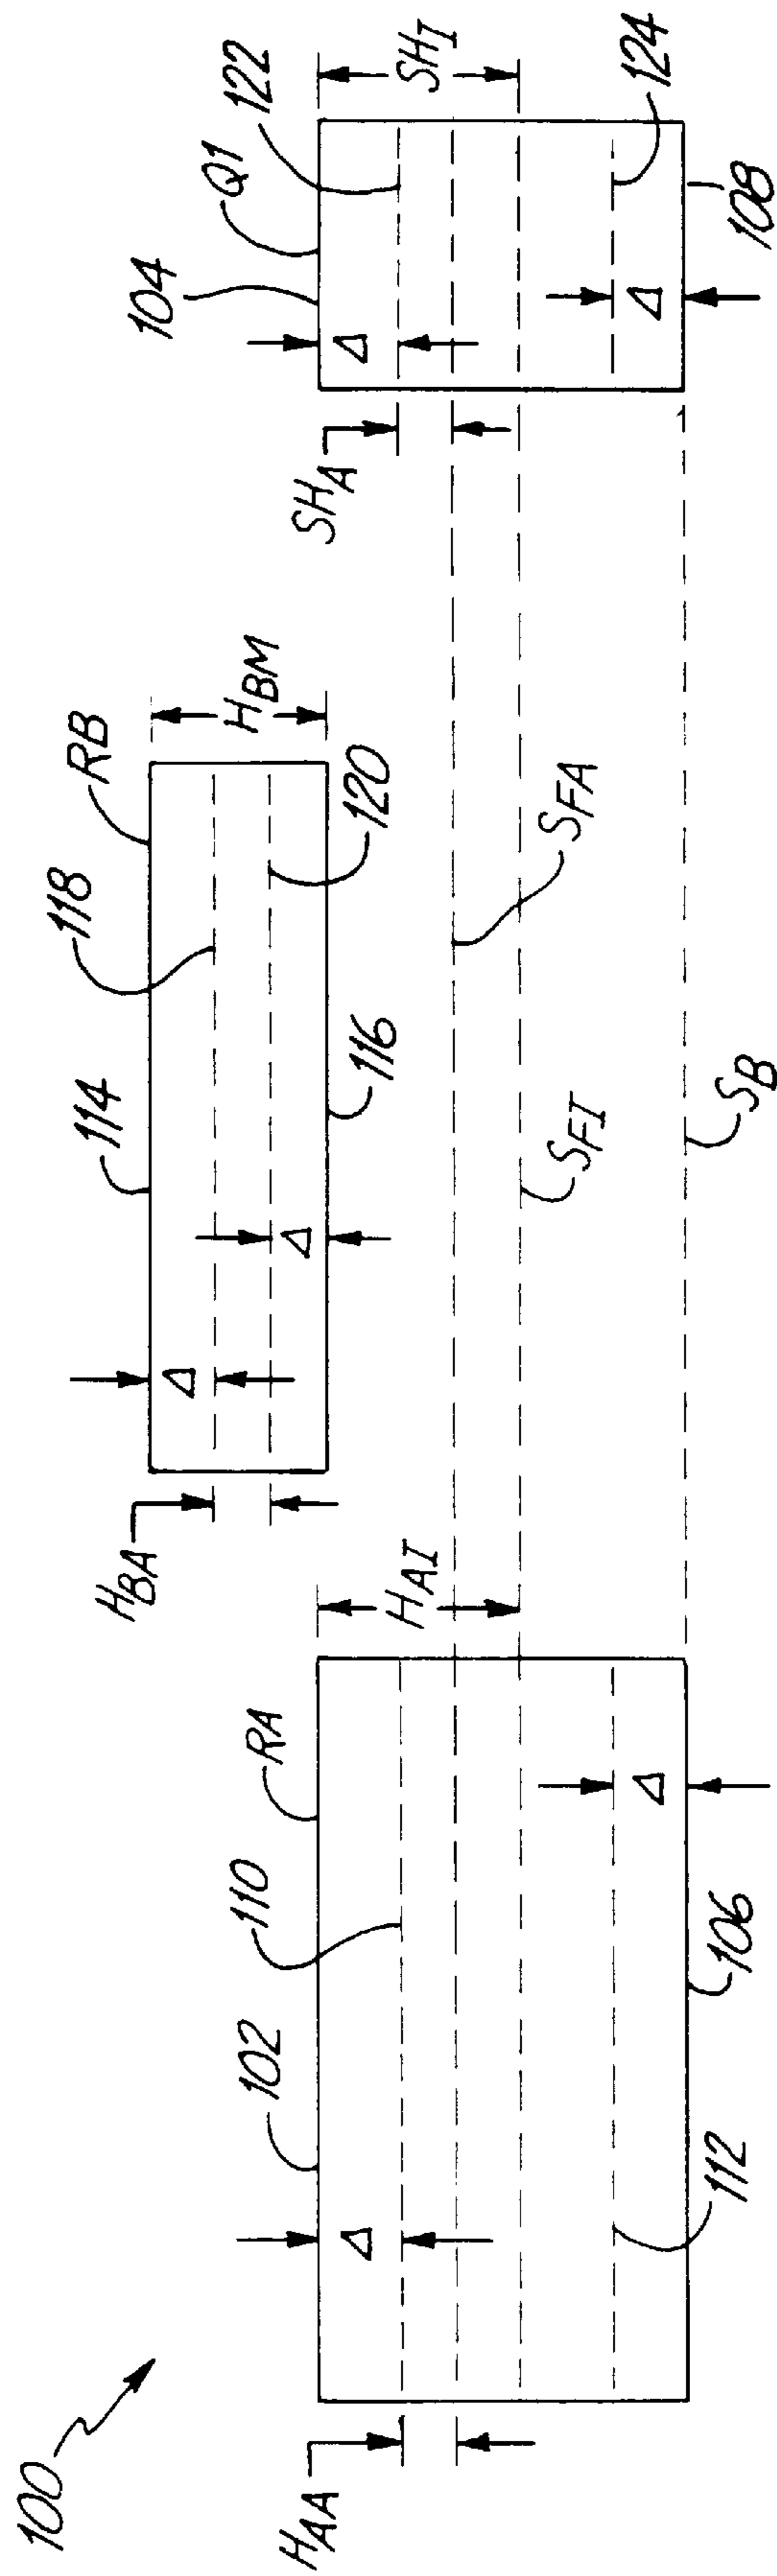 100
104
Q1
122
SH_I
Δ
SH_A
Δ
124
108
114
118
RB
H_BM
Δ
Δ
H_BA
116
120
102
110
RA
H_AI
Δ
H_AA
Δ
112
106
S_FA
S_FI
S_B